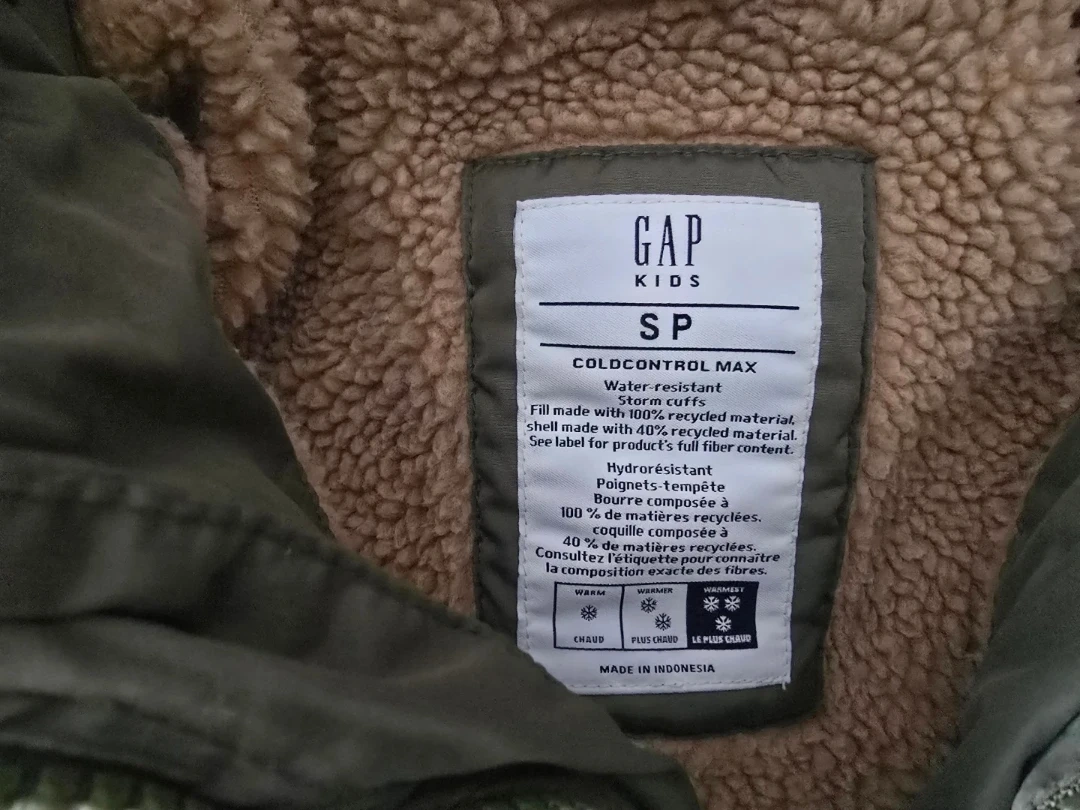 GAP
KIDS
SP
COLDCONTROL MAX
Water-resistant
Storm cuffs
Fill made with 100% recycled material,
shell made with 40% recycled material.
See label for product's full fiber content.
Hydrorésistant
Poignets-tempête
Bourre composée à
100 % de matières recyclées,
coquille composée à
40 % de matières recyclées.
Consultez l'étiquette pour connaître
la composition exacte des fibres.
WARM WARMER WARMEST
CHAUD PLUS CHAUD LE PLUS CHAUD
MADE IN INDONESIA